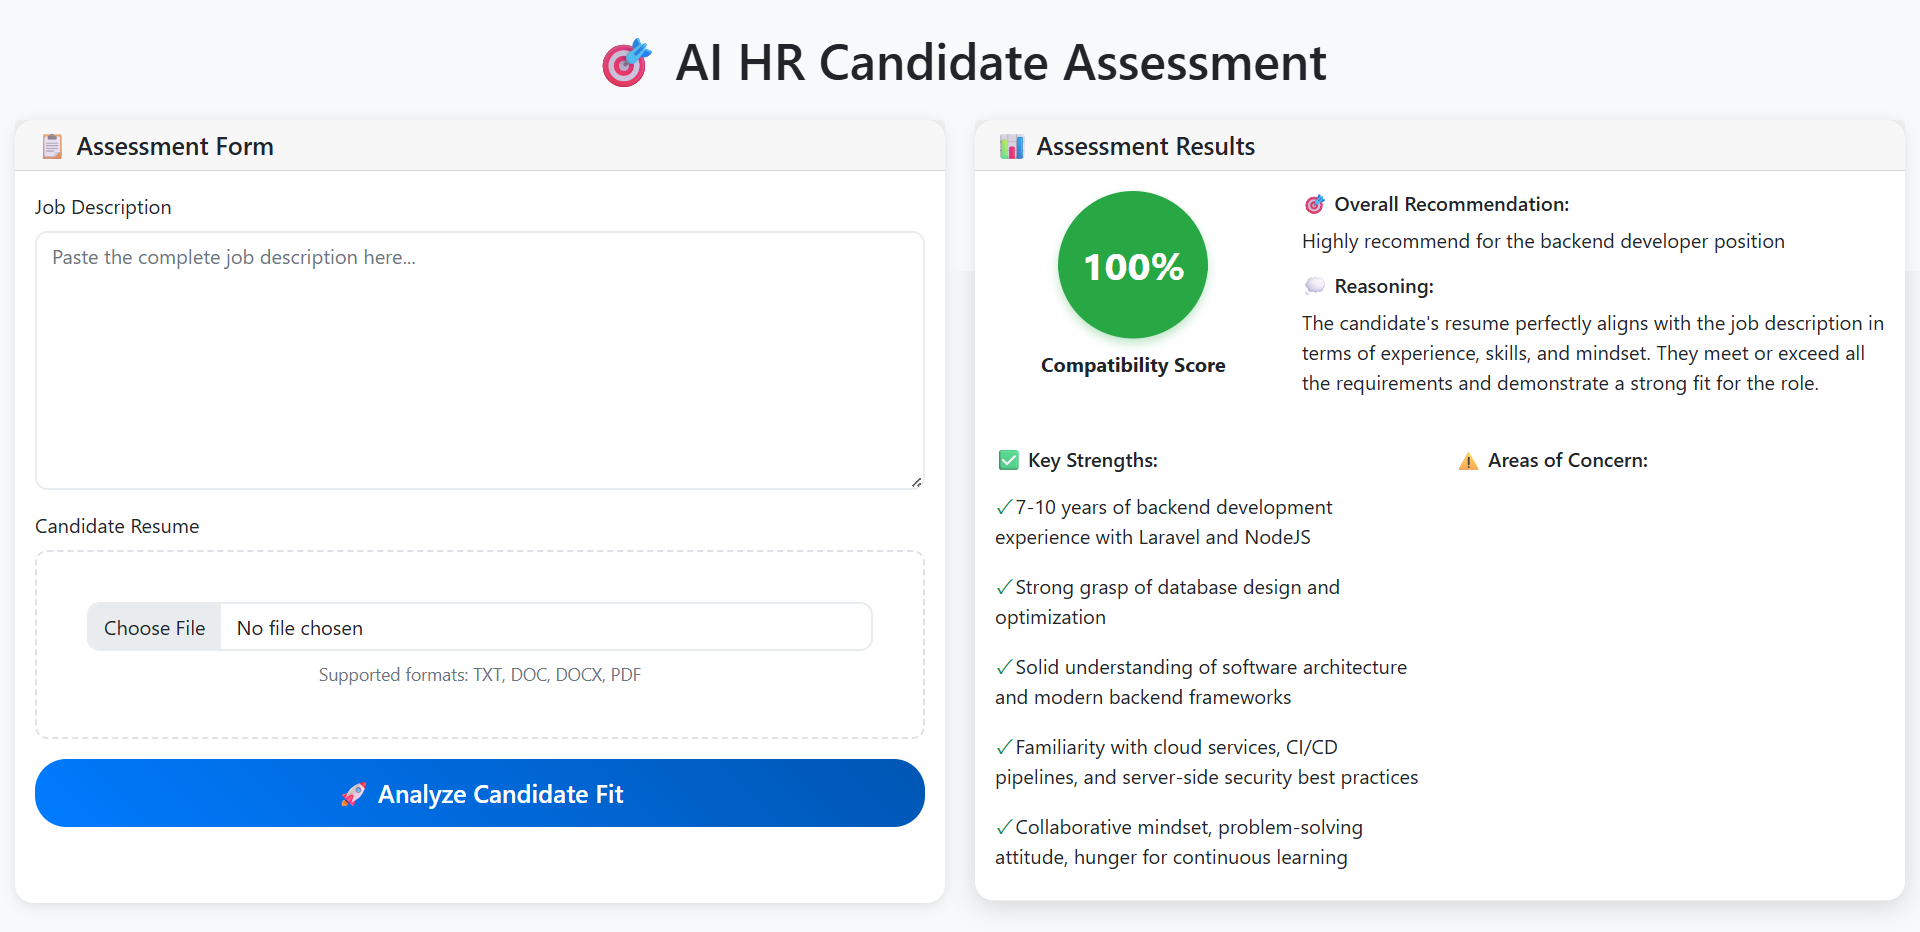 AI HR Candidate Assessment
Assessment Form
Job Description
Paste the complete job description here...
Candidate Resume
Choose File No file chosen
Supported formats: TXT, DOC, DOCX, PDF
Analyze Candidate Fit
Assessment Results
100%
Compatibility Score
Overall Recommendation:
Highly recommend for the backend developer position
Reasoning:
The candidate's resume perfectly aligns with the job description in
terms of experience, skills, and mindset. They meet or exceed all
the requirements and demonstrate a strong fit for the role.
Key Strengths:
✓7-10 years of backend development
experience with Laravel and NodeJS
✓Strong grasp of database design and
optimization
✓Solid understanding of software architecture
and modern backend frameworks
✓Familiarity with cloud services, CI/CD
pipelines, and server-side security best practices
✓Collaborative mindset, problem-solving
attitude, hunger for continuous learning
Areas of Concern: